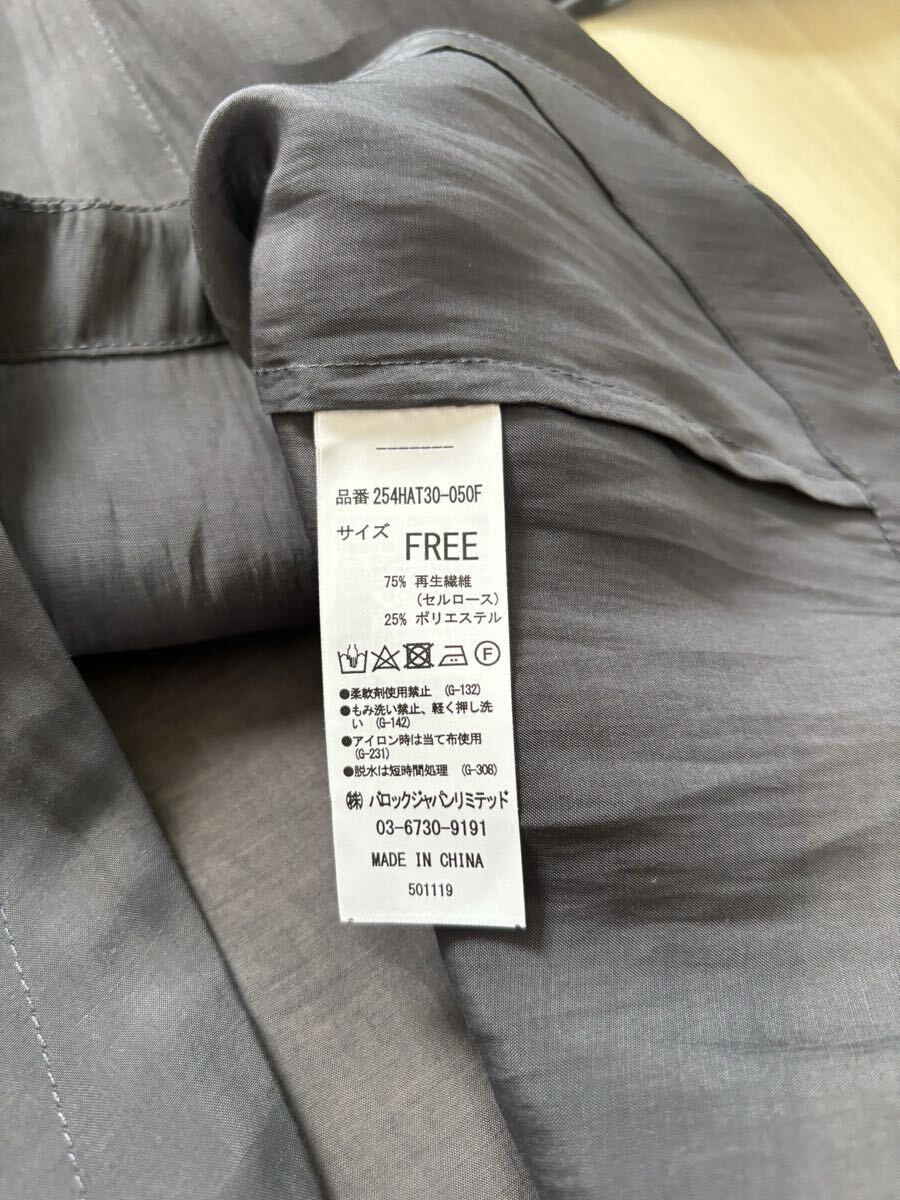 -------
品番 254HAT30-050F
サイズ FREE
75% 再生繊維
(セルロース)
25% ポリエステル
F
●柔軟剤使用禁止 (G-132)
●もみ洗い禁止、軽く押し洗
い (G-142)
●アイロン時は当て布使用
(G-231)
●脱水は短時間処理 (G-308)
㈱ バロックジャパンリミテッド
03-6730-9191
MADE IN CHINA
501119